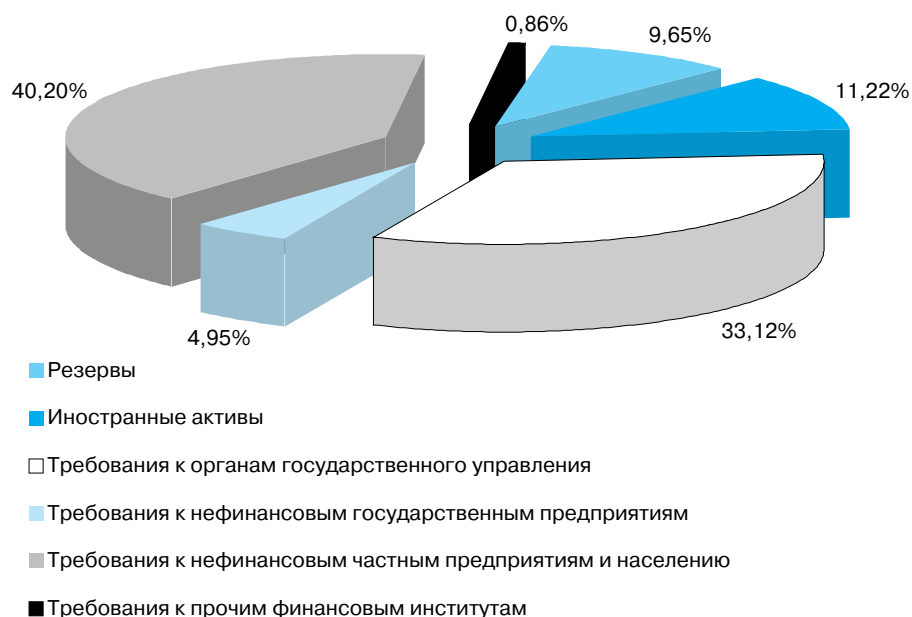 0,86%
9,65%
40,20%
11,22%
33,12%
4,95%
Резервы
Иностранные активы
Требования к органам государственного управления
Требования к нефинансовым государственным предприятиям
Требования к нефинансовым частным предприятиям и населению
Требования к прочим финансовым институтам